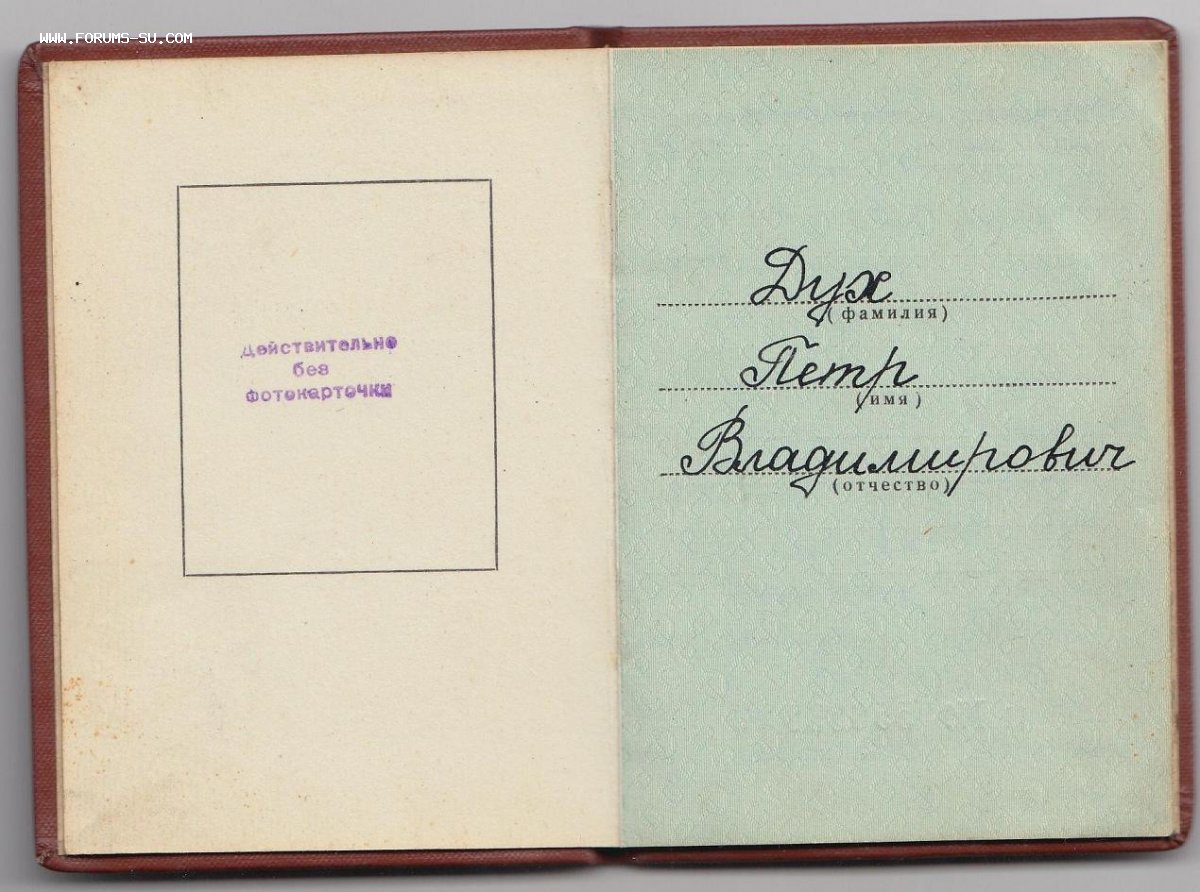 WWW.FORUMS-SU.COM
Действительно
без
фотокарточки
Дух
(фамилия)
Петр
(имя)
Владимирович
(отчество)